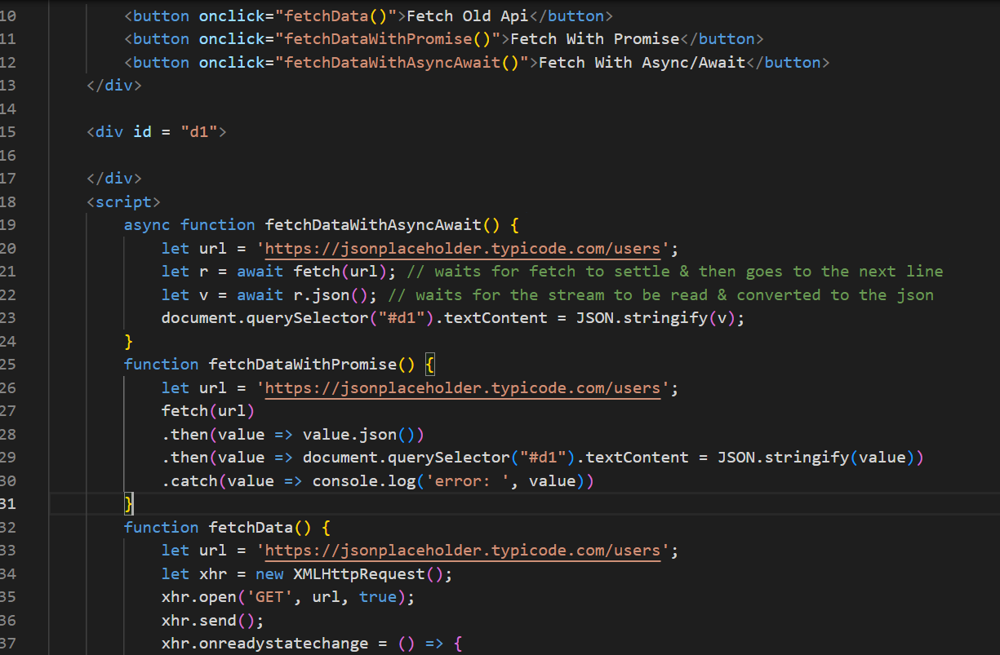 10 <button onclick="fetchData()">Fetch Old Api</button>
11 <button onclick="fetchDataWithPromise()">Fetch With Promise</button>
12 <button onclick="fetchDataWithAsyncAwait()">Fetch With Async/Await</button>
13 </div>
14
15 <div id = "d1">
16
17 </div>
18 <script>
19 async function fetchDataWithAsyncAwait() {
20 let url = 'https://jsonplaceholder.typicode.com/users';
21 let r = await fetch(url); // waits for fetch to settle & then goes to the next line
22 let v = await r.json(); // waits for the stream to be read & converted to the json
23 document.querySelector("#d1").textContent = JSON.stringify(v);
24 }
25 function fetchDataWithPromise() {
26 let url = 'https://jsonplaceholder.typicode.com/users';
27 fetch(url)
28 .then(value => value.json())
29 .then(value => document.querySelector("#d1").textContent = JSON.stringify(value))
30 .catch(value => console.log('error: ', value))
31 }
32 function fetchData() {
33 let url = 'https://jsonplaceholder.typicode.com/users';
34 let xhr = new XMLHttpRequest();
35 xhr.open('GET', url, true);
36 xhr.send();
37 xhr.onreadystatechange = () => {